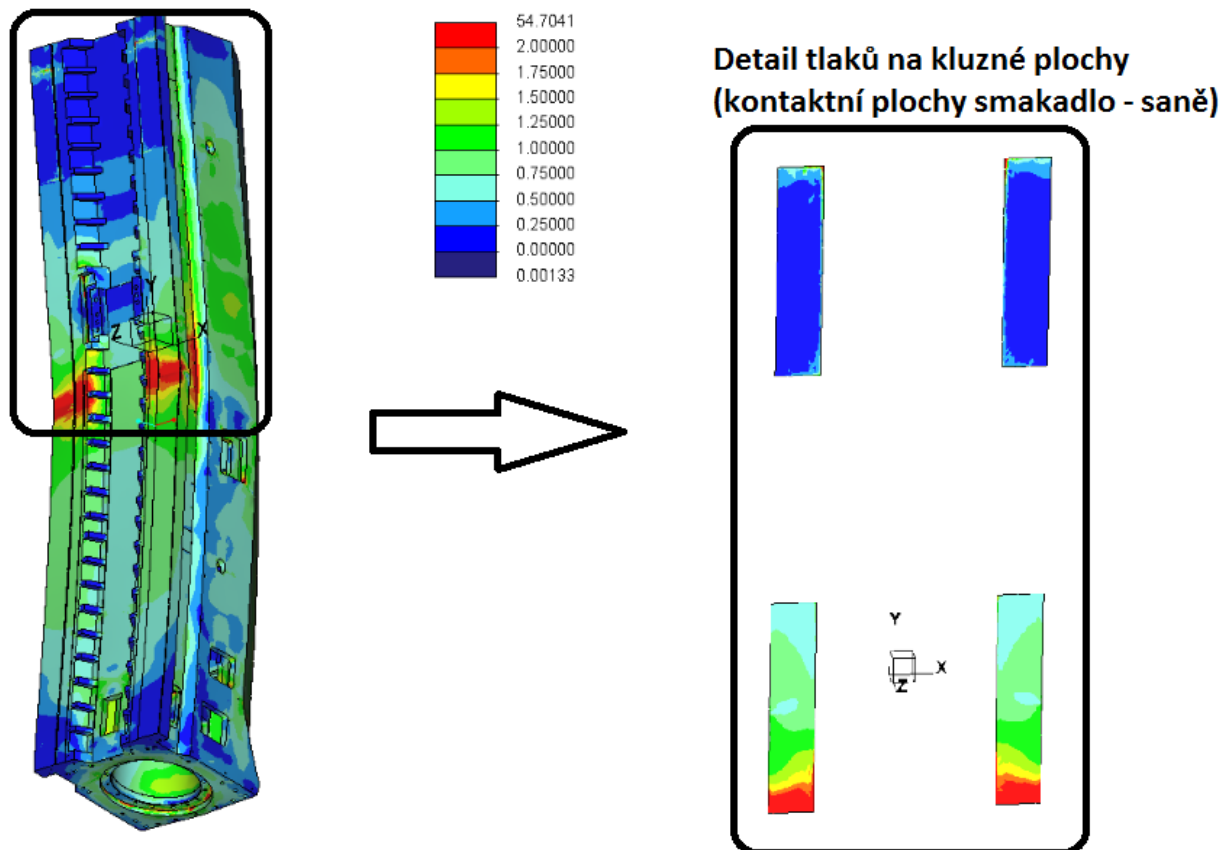 54.7041
2.00000
1.75000
1.50000
1.25000
1.00000
0.75000
0.50000
0.25000
0.00000
0.00133
Detail tlaků na kluzné plochy
(kontaktní plochy smakadlo - saně)
Y
Z
X
Y
X
Z